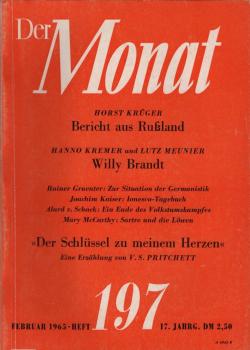 Der
Monat
HORST KRÜGER
Bericht aus Rußland
HANNO KREMER und LUTZ MEUNIER
Willy Brandt
Rainer Gruenter: Zur Situation der Germanistik
Joachim Kaiser: Ionesco-Tagebuch
Alard v. Schack: Ein Ende des Volkstumskampfes
Mary McCarthy: Sartre und die Löwen
»Der Schlüssel zu meinem Herzen«
Eine Erzählung von V. S. PRITCHETT
197
FEBRUAR 1965 · HEFT
17. JAHRG. DM 2,50